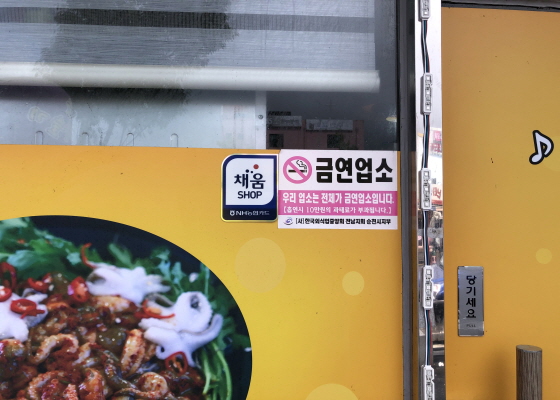 채움
SHOP
NH농협카드
금연업소
우리 업소는 전체가 금연업소입니다.
[흡연시 10만원의 과태료가 부과됩니다.]
(사)한국외식업중앙회 전남지회 순천시지부
당기세요